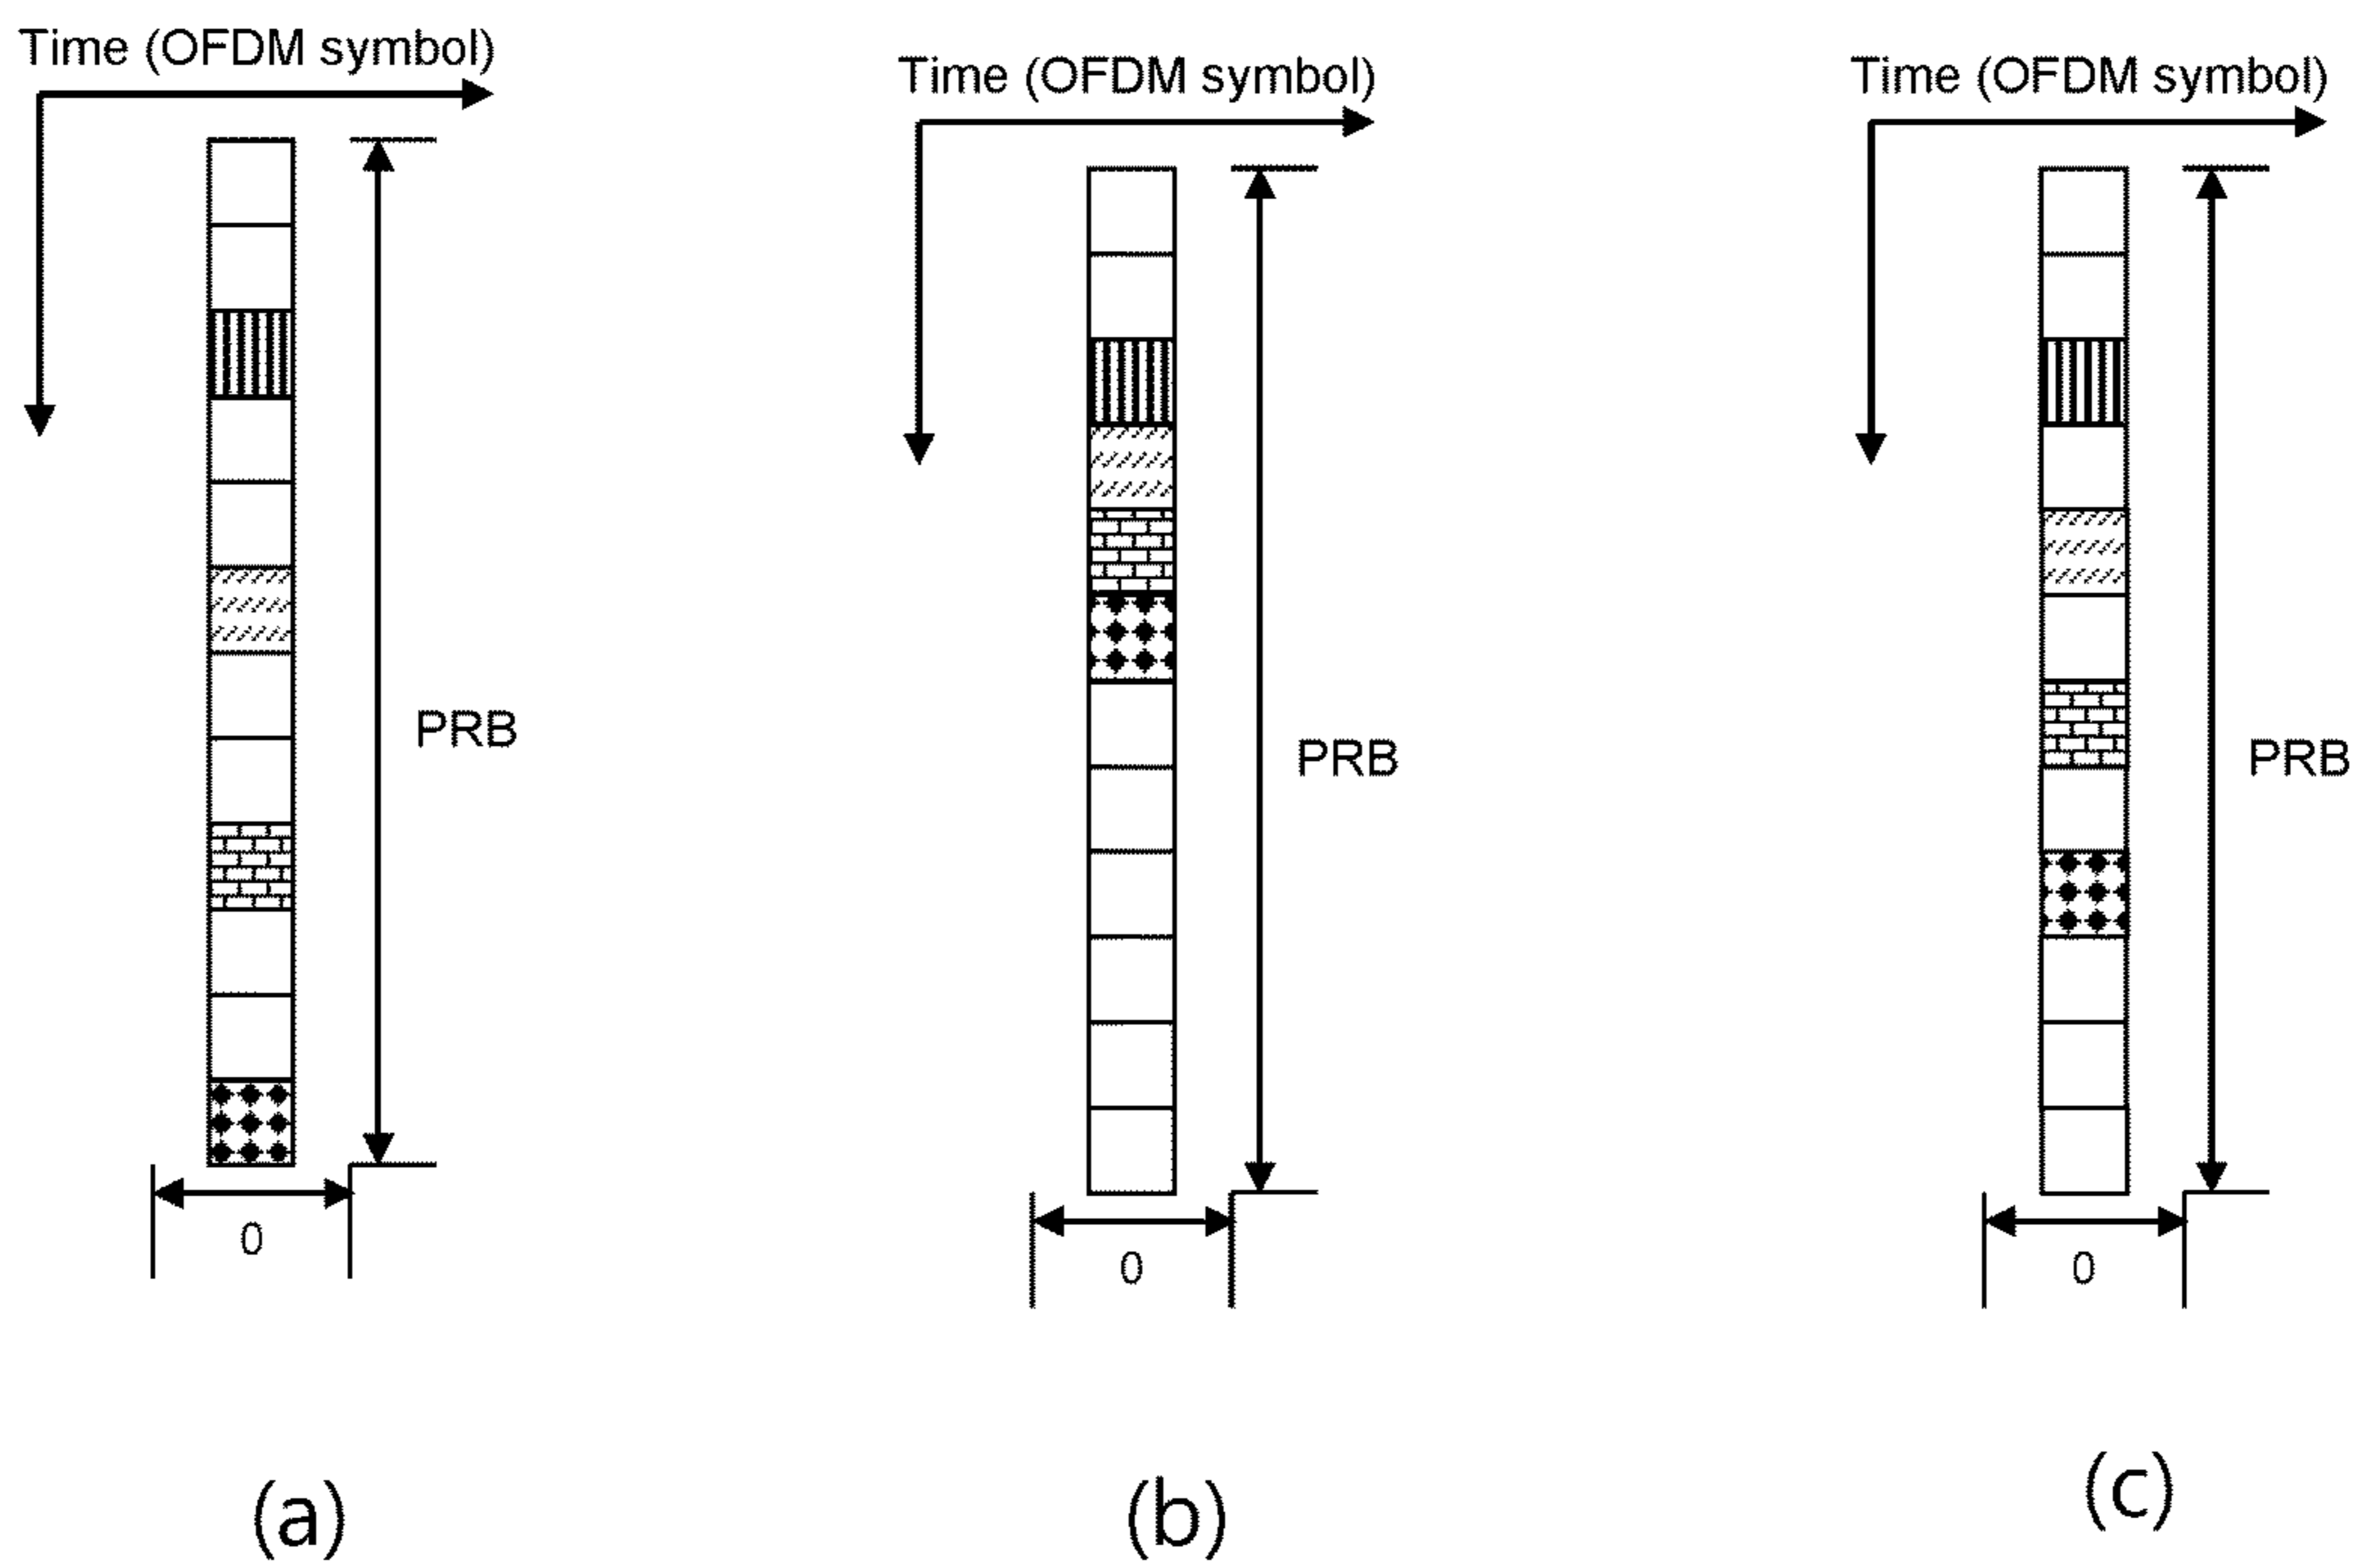 Time (OFDM symbol)
PRB
0
(a)
Time (OFDM symbol)
PRB
0
(b)
Time (OFDM symbol)
PRB
0
(c)